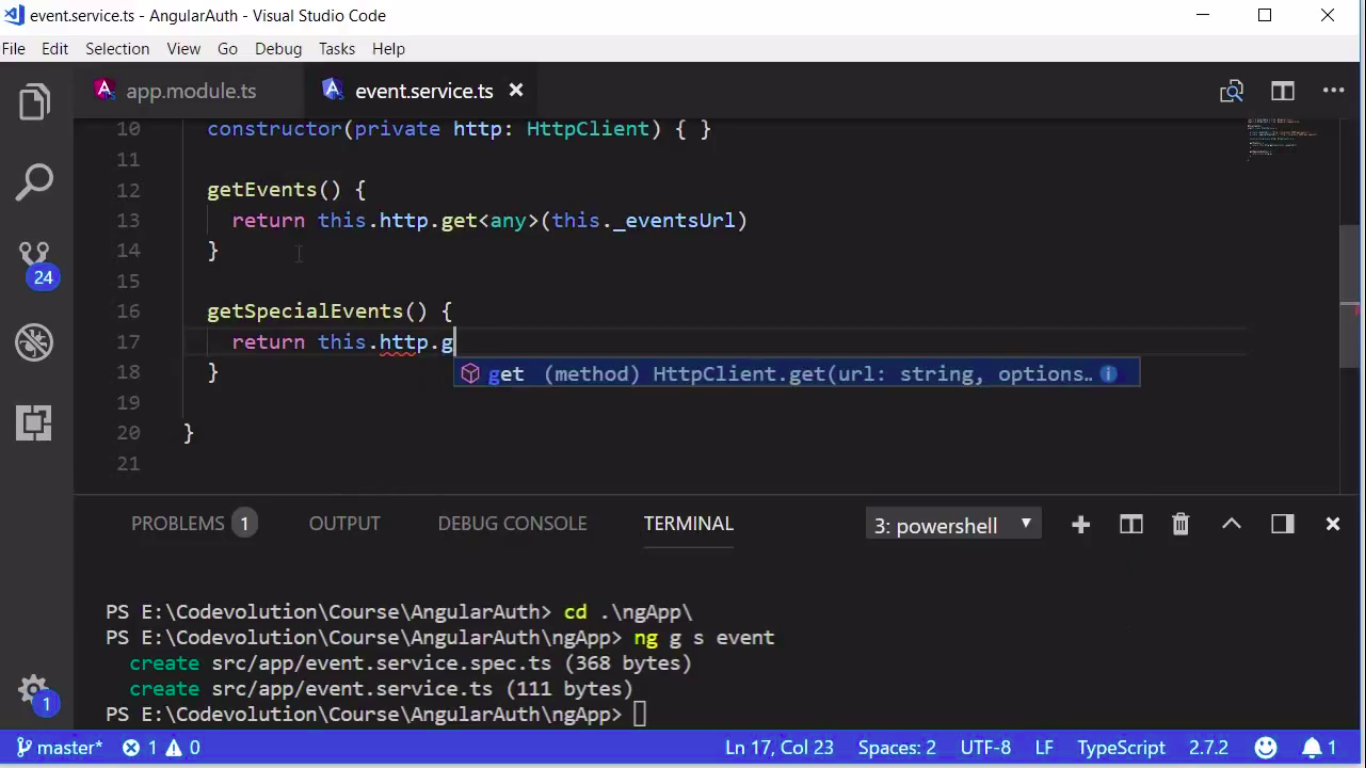 event.service.ts - AngularAuth - Visual Studio Code
File Edit Selection View Go Debug Tasks Help
app.module.ts event.service.ts
10 constructor(private http: HttpClient) { }
11
12 getEvents() {
13 return this.http.get<any>(this._eventsUrl)
14 }
15
16 getSpecialEvents() {
17 return this.http.g
get (method) HttpClient.get(url: string, options…
18 }
19
20 }
21
24
PROBLEMS 1 OUTPUT DEBUG CONSOLE TERMINAL 3: powershell
PS E:\Codevolution\Course\AngularAuth> cd .\ngApp\
PS E:\Codevolution\Course\AngularAuth\ngApp> ng g s event
create src/app/event.service.spec.ts (368 bytes)
create src/app/event.service.ts (111 bytes)
PS E:\Codevolution\Course\AngularAuth\ngApp>
1
master* 1 0 Ln 17, Col 23 Spaces: 2 UTF-8 LF TypeScript 2.7.2 1